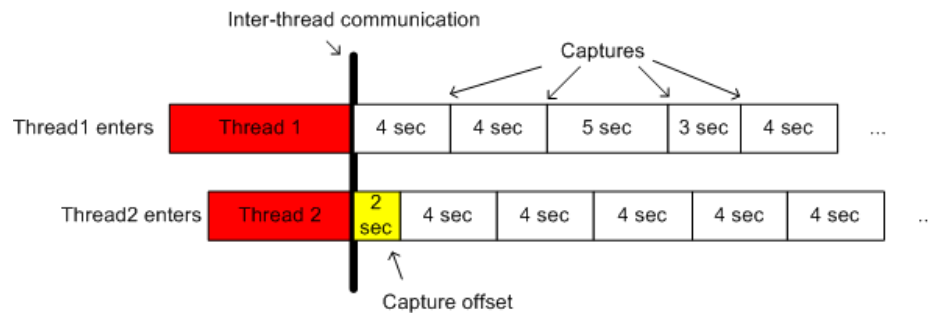 Inter-thread communication
Captures
Thread1 enters Thread 1 4 sec 4 sec 5 sec 3 sec 4 sec ...
Thread2 enters Thread 2 2 sec 4 sec 4 sec 4 sec 4 sec 4 sec ..
Capture offset